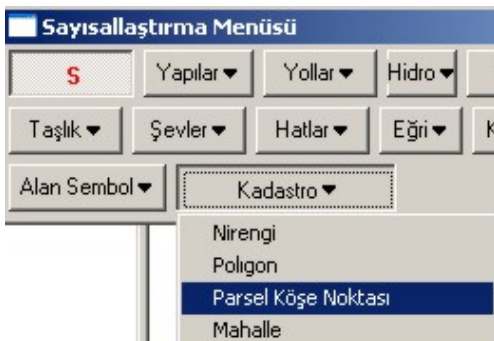 Sayısallaştırma Menüsü
S Yapılar Yollar Hidro
Taşlık Şevler Hatlar Eğri K
Alan Sembol Kadastro
Nirengi
Poligon
Parsel Köşe Noktası
Mahalle